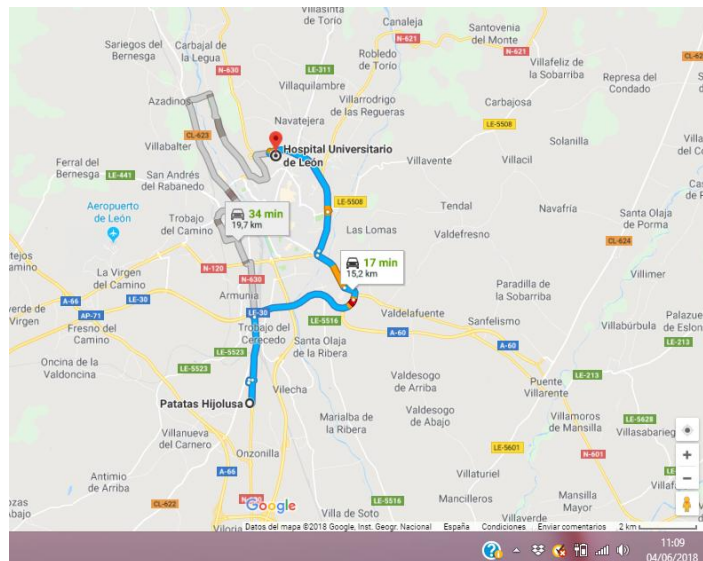 Villasinta
de Torío
Canaleja
Santovenia
del Monte
N-621
N-621
CL-62
Sariegos del
Bernesga
Carbajal de
la Legua
N-630
LE-311
Robledo
de Torío
Villafeliz de
la Sobarriba
Represa del
Condado
Villaquilambre
Azadinos
Villarrodrigo
de las Regueras
Carbajosa
Navatejera
LE-5508
Solanilla
CL-623
Villabalter
Hospital Universitario
de León
Villavente
Villacil
Ferral del
Bernesga
LE-441
San Andrés
del Rabanedo
LE-5508
Tendal
Navafría
Santa Olaja
de Porma
Aeropuerto
de León
Trobajo
del Camino
34 min
19,7 km
Las Lomas
Valdefresno
CL-624
17 min
15,2 km
Villimer
La Virgen
del Camino
N-120
N-630
Armunia
Paradilla de
la Sobarriba
A-66
LE-30
LE-30
AP-71
Fresno del
Camino
Trobajo del
Cerecedo
LE-5516
Valdelafuente
A-60
Sanfelismo
Villabúrbula
LE-213
LE-5523
Santa Olaja
de la Ribera
LE-5523
Oncina de la
Valdoncina
Vilecha
Valdesogo
de Arriba
Puente
Villarente
LE-213
Patatas Hijolusa
Marialba de
la Ribera
Valdesogo
de Abajo
Villamoros
de Mansilla
LE-5628
Villanueva
del Carnero
Onzonilla
LE-5601
N-601
A-66
Villaturiel
Antimio
de Arriba
Mancilleros
Mansilla
Mayor
CL-622
Google
Villa de Soto
LE-5516
Villaverde
Datos del mapa ©2018 Google, Inst. Geogr. Nacional España Condiciones Enviar comentarios 2 km
11:09
04/06/2018